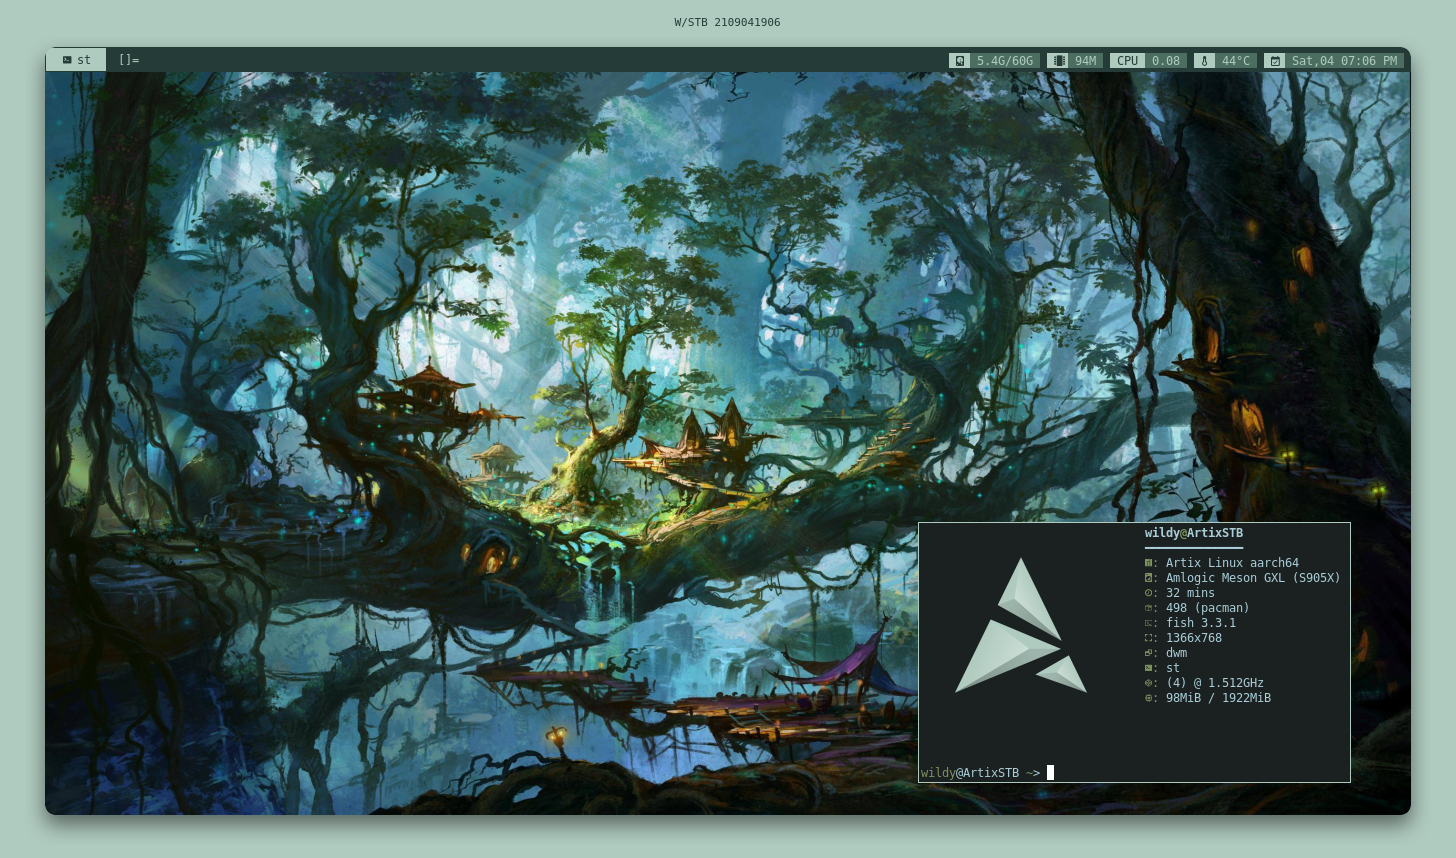 W/STB 2109041906
st []= 5.4G/60G 94M CPU 0.08 44°C Sat,04 07:06 PM
wildy@ArtixSTB
: Artix Linux aarch64
: Amlogic Meson GXL (S905X)
: 32 mins
: 498 (pacman)
: fish 3.3.1
: 1366x768
: dwm
: st
: (4) @ 1.512GHz
: 98MiB / 1922MiB
wildy@ArtixSTB ~>